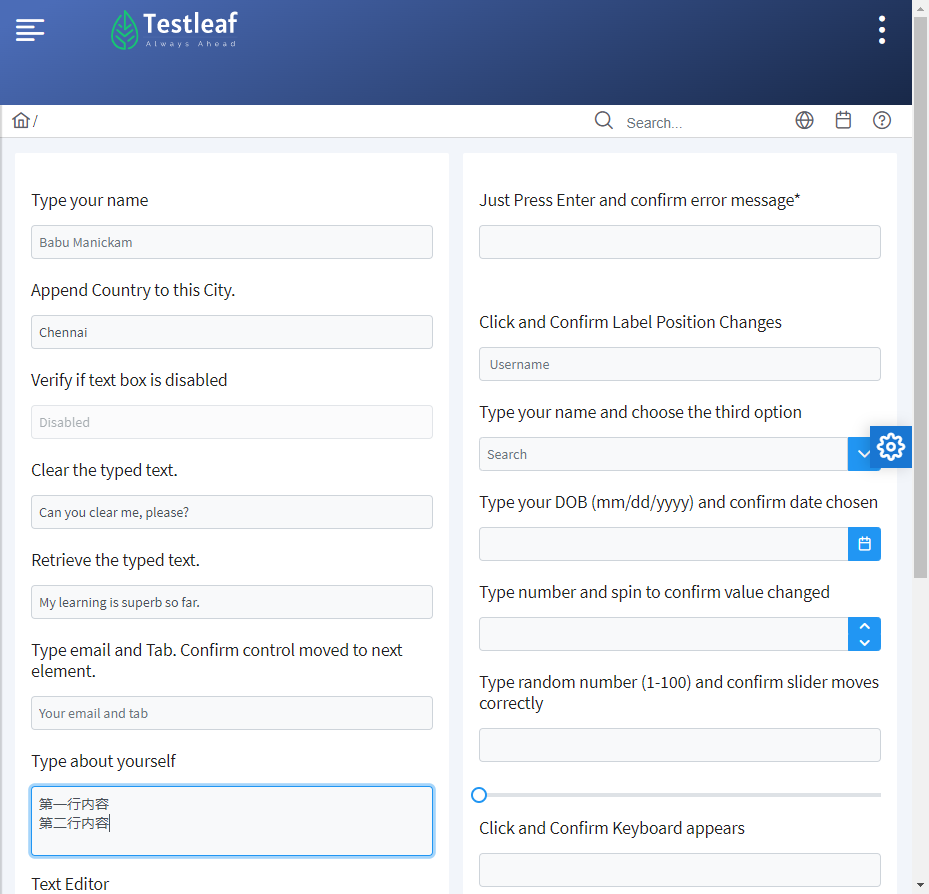 Testleaf
Always Ahead
/
Search...
Type your name
Babu Manickam
Append Country to this City.
Chennai
Verify if text box is disabled
Disabled
Clear the typed text.
Can you clear me, please?
Retrieve the typed text.
My learning is superb so far.
Type email and Tab. Confirm control moved to next
element.
Your email and tab
Type about yourself
第一行内容
第二行内容
Text Editor
Just Press Enter and confirm error message*
Click and Confirm Label Position Changes
Username
Type your name and choose the third option
Search
Type your DOB (mm/dd/yyyy) and confirm date chosen
Type number and spin to confirm value changed
Type random number (1-100) and confirm slider moves
correctly
Click and Confirm Keyboard appears